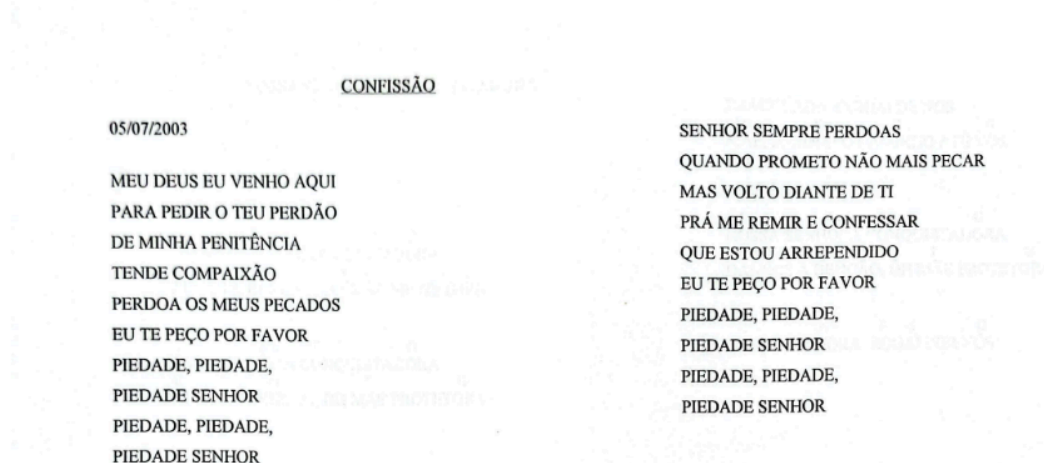 CONFISSÃO
05/07/2003
MEU DEUS EU VENHO AQUI
PARA PEDIR O TEU PERDÃO
DE MINHA PENITÊNCIA
TENDE COMPAIXÃO
PERDOA OS MEUS PECADOS
EU TE PEÇO POR FAVOR
PIEDADE, PIEDADE,
PIEDADE SENHOR
PIEDADE, PIEDADE,
PIEDADE SENHOR
SENHOR SEMPRE PERDOAS
QUANDO PROMETO NÃO MAIS PECAR
MAS VOLTO DIANTE DE TI
PRÁ ME REMIR E CONFESSAR
QUE ESTOU ARREPENDIDO
EU TE PEÇO POR FAVOR
PIEDADE, PIEDADE,
PIEDADE SENHOR
PIEDADE, PIEDADE,
PIEDADE SENHOR